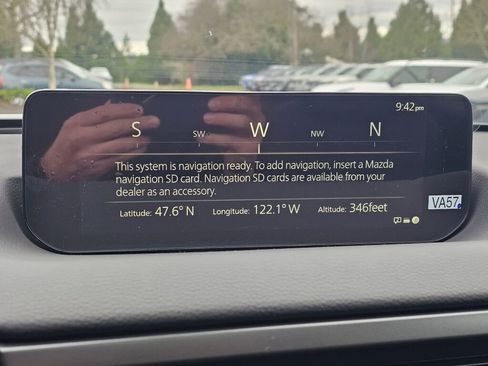 9:42pm
S SW W NW N
This system is navigation ready. To add navigation, insert a Mazda
navigation SD card. Navigation SD cards are available from your
dealer as an accessory.
Latitude: 47.6° N Longitude: 122.1° W Altitude: 346feet
VA57